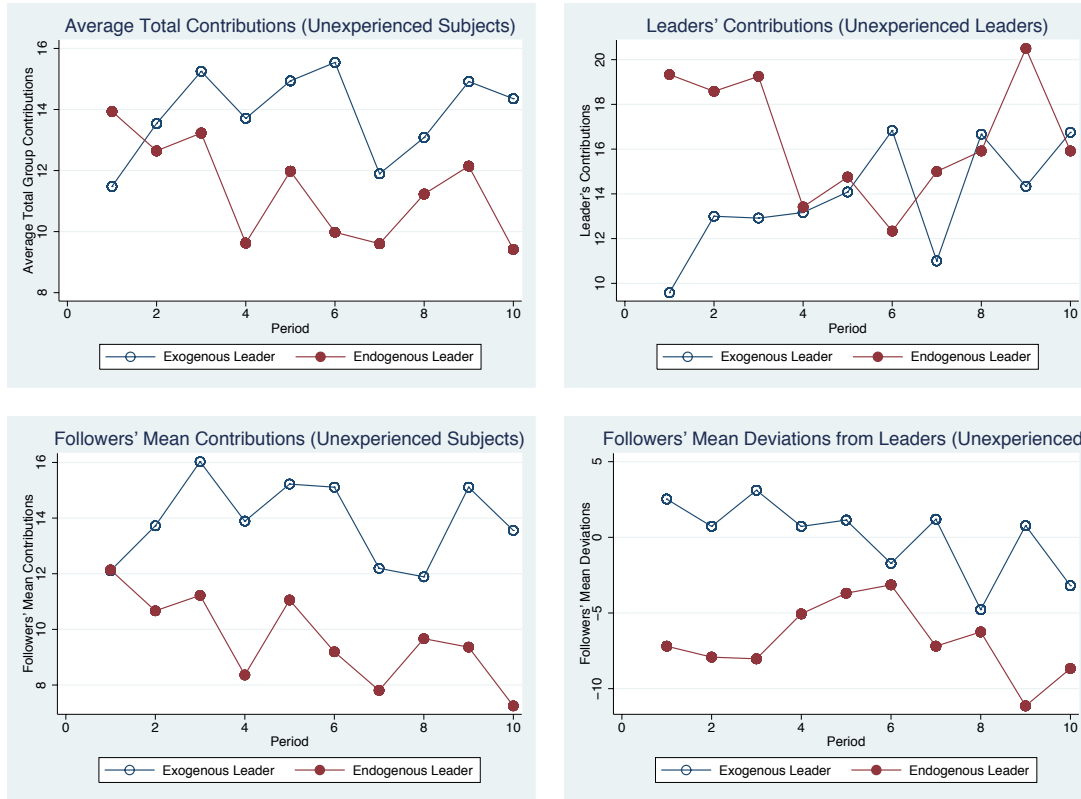 Average Total Contributions (Unexperienced Subjects)
Average Total Group Contributions
16
14
12
10
8
0 2 4 6 8 10
Period
Exogenous Leader Endogenous Leader
Leaders' Contributions (Unexperienced Leaders)
Leader's Contributions
20
18
16
14
12
10
0 2 4 6 8 10
Period
Exogenous Leader Endogenous Leader
Followers' Mean Contributions (Unexperienced Subjects)
Followers' Mean Contributions
16
14
12
10
8
0 2 4 6 8 10
Period
Exogenous Leader Endogenous Leader
Followers' Mean Deviations from Leaders (Unexperienced
Followers' Mean Deviations
5
0
−5
−10
0 2 4 6 8 10
Period
Exogenous Leader Endogenous Leader